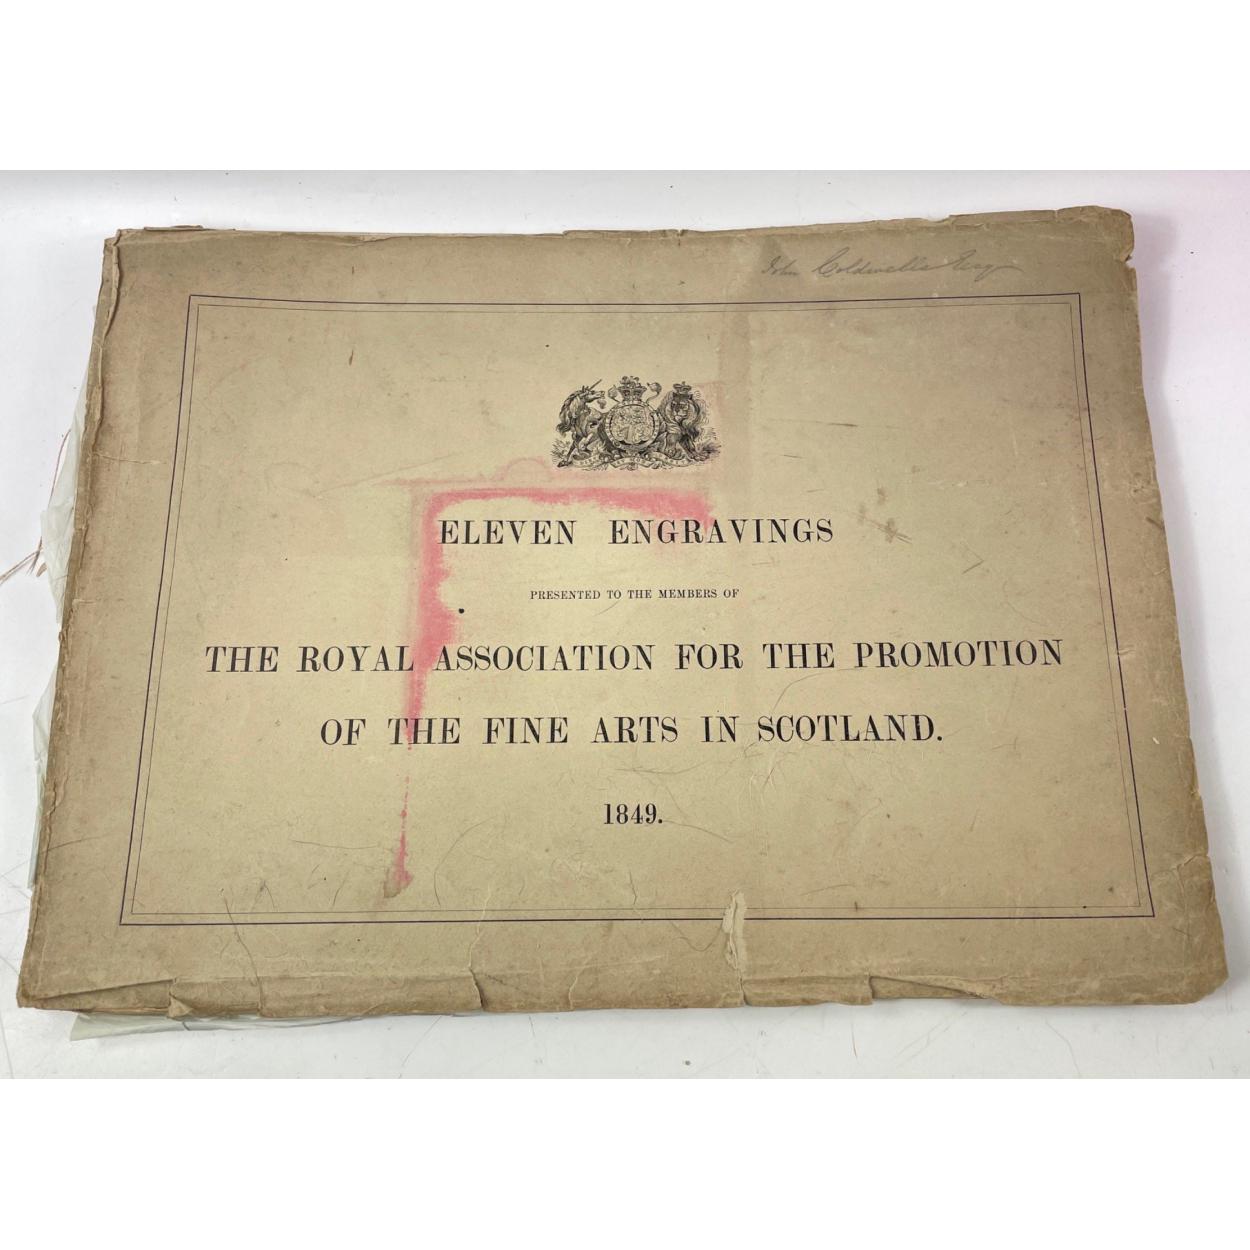 John Coldwells Esq
ELEVEN ENGRAVINGS
PRESENTED TO THE MEMBERS OF
THE ROYAL ASSOCIATION FOR THE PROMOTION
OF THE FINE ARTS IN SCOTLAND.
1849.